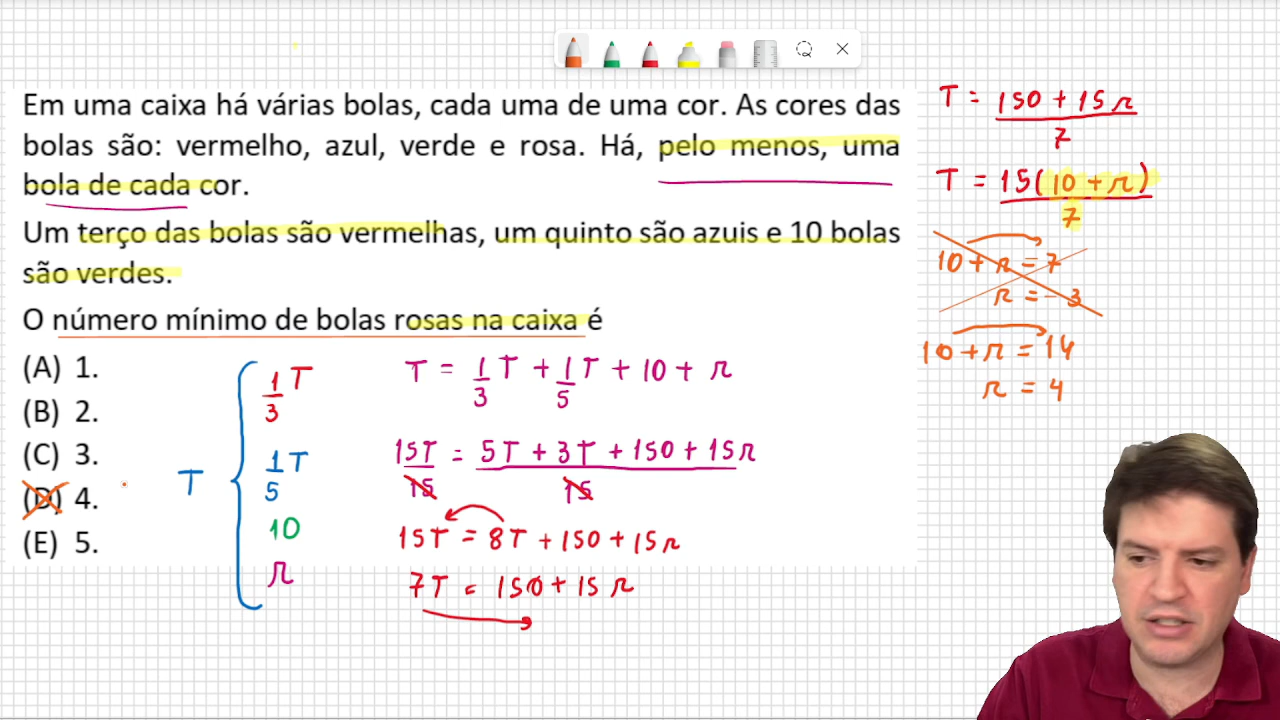 Em uma caixa há várias bolas, cada uma de uma cor. As cores das
bolas são: vermelho, azul, verde e rosa. Há, pelo menos, uma
bola de cada cor.
Um terço das bolas são vermelhas, um quinto são azuis e 10 bolas
são verdes.
O número mínimo de bolas rosas na caixa é
(A) 1.
(B) 2.
(C) 3.
(D) 4.
(E) 5.
T
1/3 T
1/5 T
10
r
T = 1/3 T + 1/5 T + 10 + r
15T/15 = (5T + 3T + 150 + 15r)/15
15T = 8T + 150 + 15r
7T = 150 + 15r
T = (150 + 15r)/7
T = 15(10 + r)/7
10 + r = 7
r = -3
10 + r = 14
r = 4